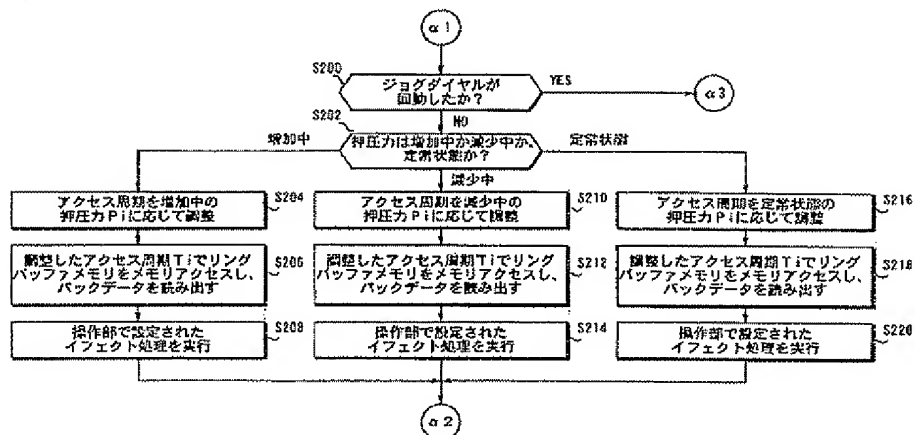 α1
S200
ジョグダイヤルが
回動したか?
YES
α3
NO
S202
押圧力は増加中か減少中か、
定常状態か?
増加中
定常状態
減少中
アクセス周期を増加中の
押圧力Piに応じて調整
S204
アクセス周期を減少中の
押圧力Piに応じて調整
S210
アクセス周期を定常状態の
押圧力Piに応じて調整
S216
調整したアクセス周期Tiでリング
バッファメモリをメモリアクセスし、
パックデータを読み出す
S206
調整したアクセス周期Tiでリング
バッファメモリをメモリアクセスし、
パックデータを読み出す
S212
調整したアクセス周期Tiでリング
バッファメモリをメモリアクセスし、
パックデータを読み出す
S218
操作部で設定された
イフェクト処理を実行
S208
操作部で設定された
イフェクト処理を実行
S214
操作部で設定された
イフェクト処理を実行
S220
α2